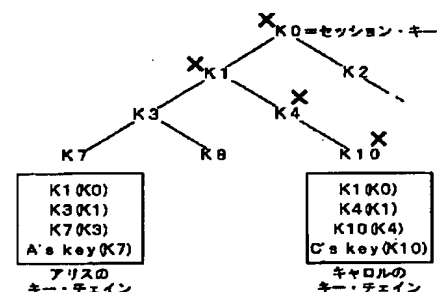 ×K0=セッション・キー
×K1
K2
K3
K4×
K7
K8
K10×
K1(K0)
K3(K1)
K7(K3)
A's key(K7)
アリスの
キー・チェイン
K1(K0)
K4(K1)
K10(K4)
C's key(K10)
キャロルの
キー・チェイン